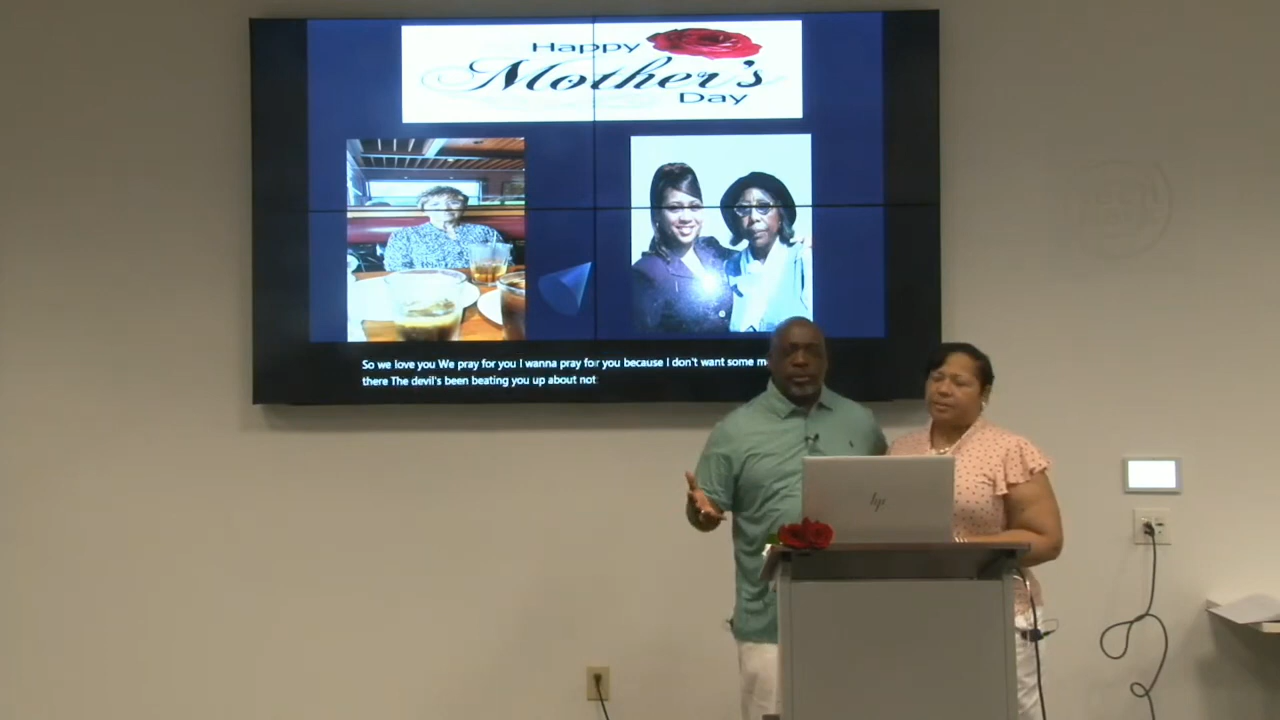 Happy
Mother's
Day
So we love you We pray for you I wanna pray for you because I don't want some
there The devil's been beating you up about not
hp